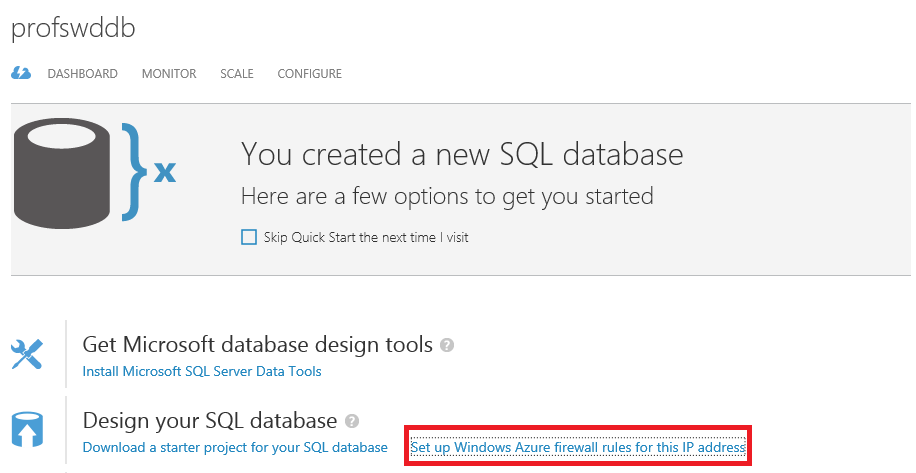 profswddb
DASHBOARD MONITOR SCALE CONFIGURE
x
You created a new SQL database
Here are a few options to get you started
Skip Quick Start the next time I visit
Get Microsoft database design tools ?
Install Microsoft SQL Server Data Tools
Design your SQL database ?
Download a starter project for your SQL database Set up Windows Azure firewall rules for this IP address